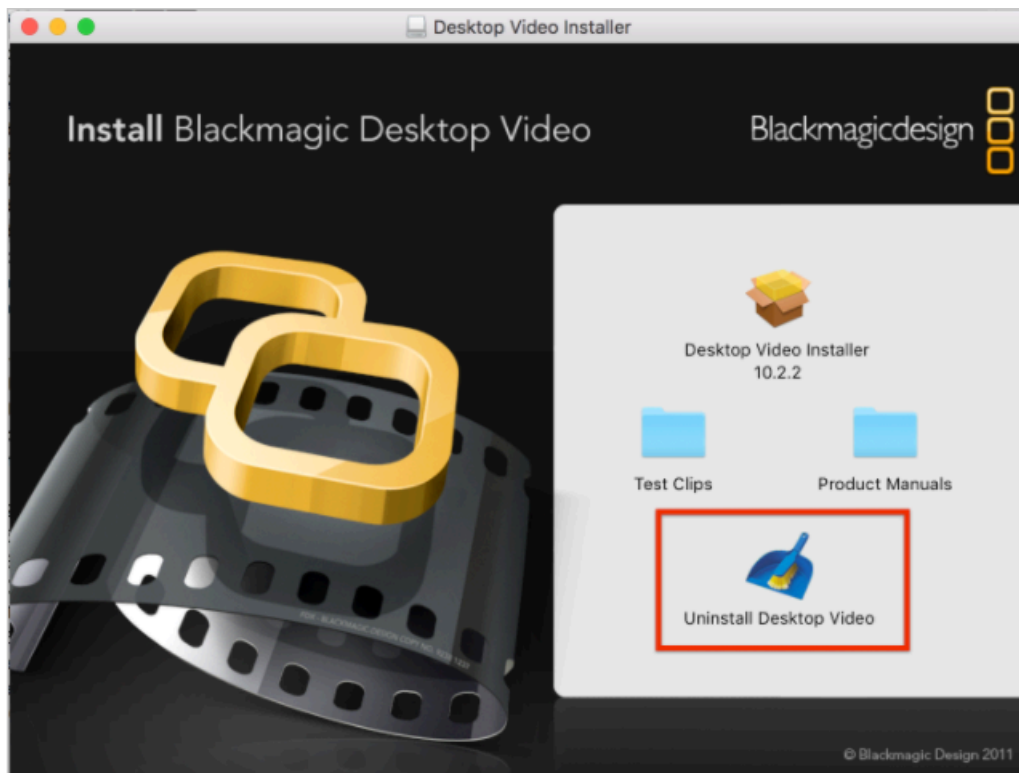 Desktop Video Installer
Install Blackmagic Desktop Video
Blackmagicdesign
Desktop Video Installer
10.2.2
Test Clips
Product Manuals
Uninstall Desktop Video
© Blackmagic Design 2011